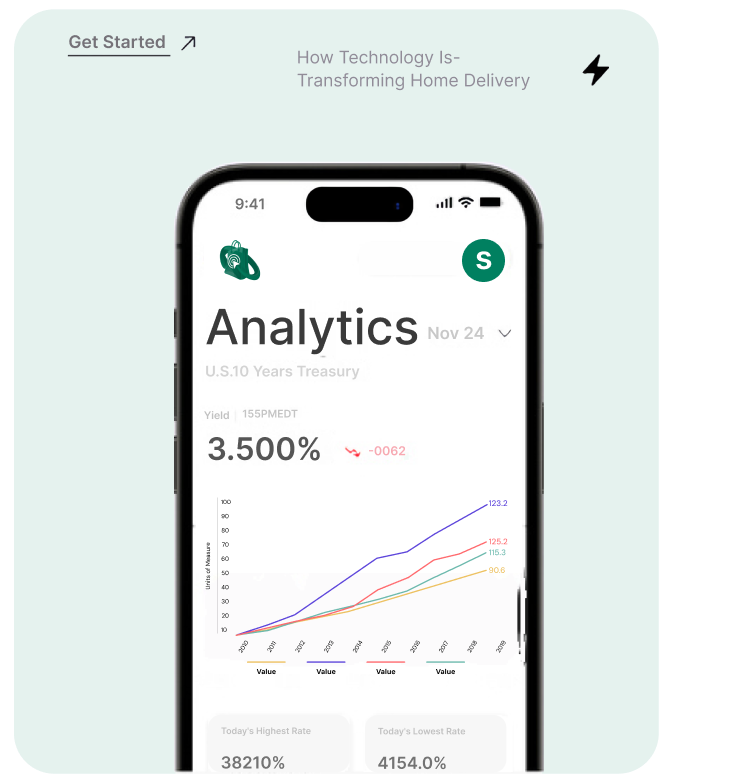 Get Started
How Technology Is-
Transforming Home Delivery
9:41
S
Analytics Nov 24
U.S.10 Years Treasury
Yield 155PMEDT
3.500% -0062
100
90
80
70
60
50
40
30
20
10
Units of Measure
123.2
125.2
115.3
90.6
2010 2011 2012 2013 2014 2015 2016 2017 2018 2019
Value Value Value Value
Today's Highest Rate Today's Lowest Rate
38210% 4154.0%